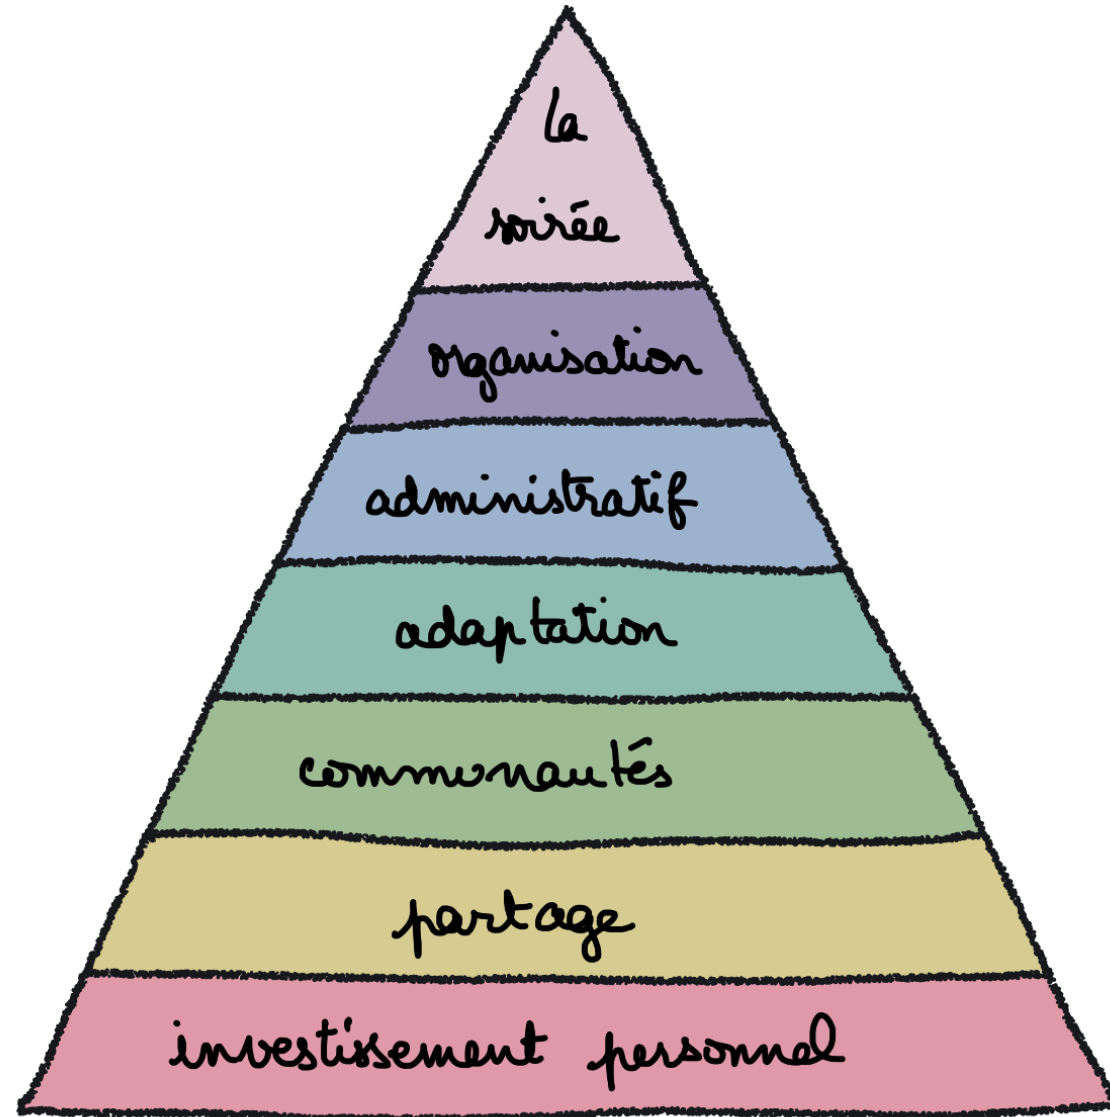 la
soirée
organisation
administratif
adaptation
communautés
partage
investissement personnel